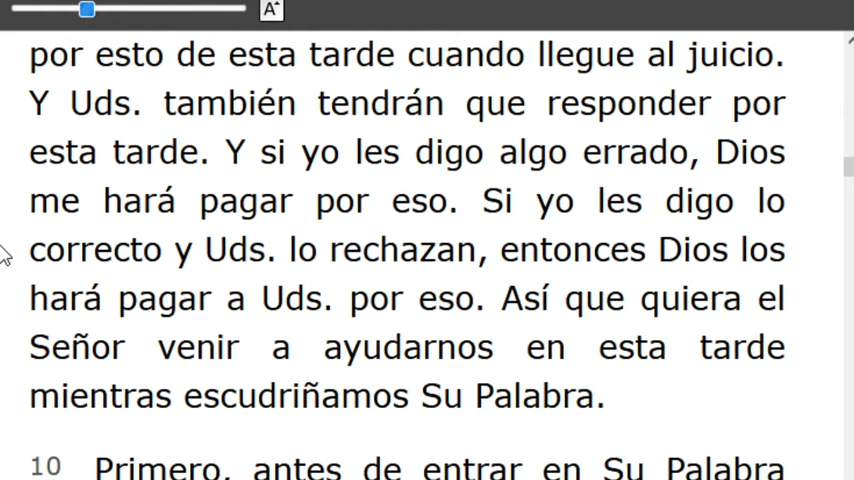 A
por esto de esta tarde cuando llegue al juicio.
Y Uds. también tendrán que responder por
esta tarde. Y si yo les digo algo errado, Dios
me hará pagar por eso. Si yo les digo lo
correcto y Uds. lo rechazan, entonces Dios los
hará pagar a Uds. por eso. Así que quiera el
Señor venir a ayudarnos en esta tarde
mientras escudriñamos Su Palabra.
10 Primero, antes de entrar en Su Palabra